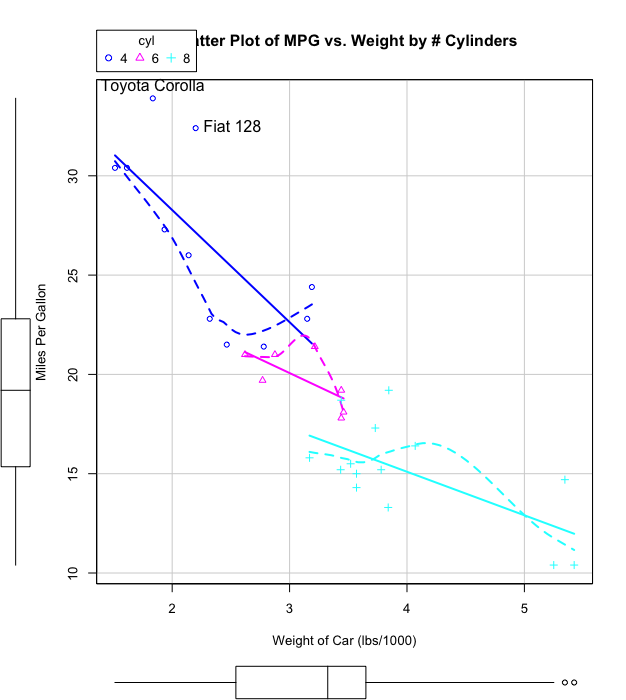 atter Plot of MPG vs. Weight by # Cylinders
cyl
4 6 8
Toyota Corolla
Fiat 128
30
25
20
15
10
Miles Per Gallon
2 3 4 5
Weight of Car (lbs/1000)